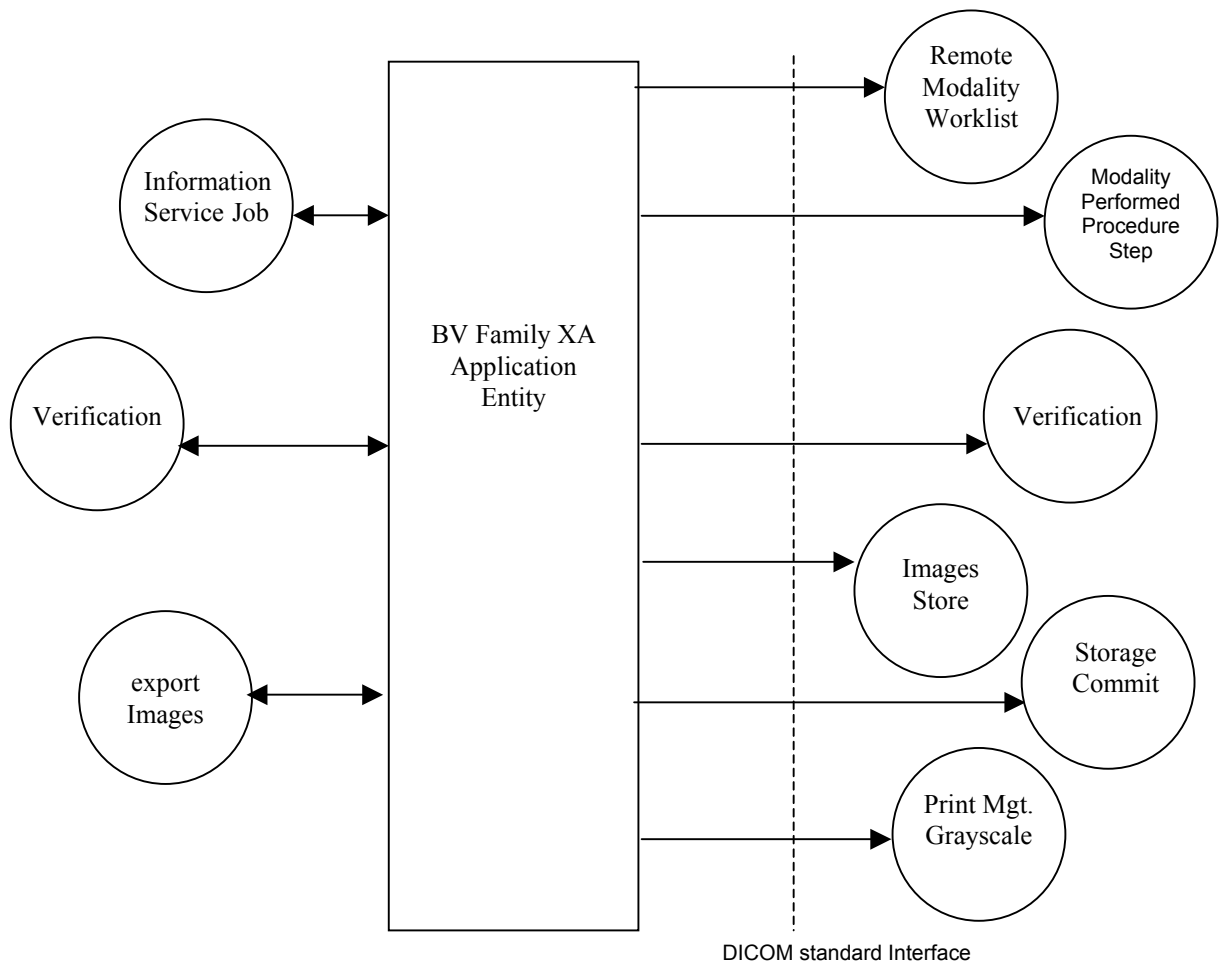 Remote
Modality
Worklist
Information
Service Job
Modality
Performed
Procedure
Step
BV Family XA
Application
Entity
Verification
Verification
Images
Store
export
Images
Storage
Commit
Print Mgt.
Grayscale
DICOM standard Interface